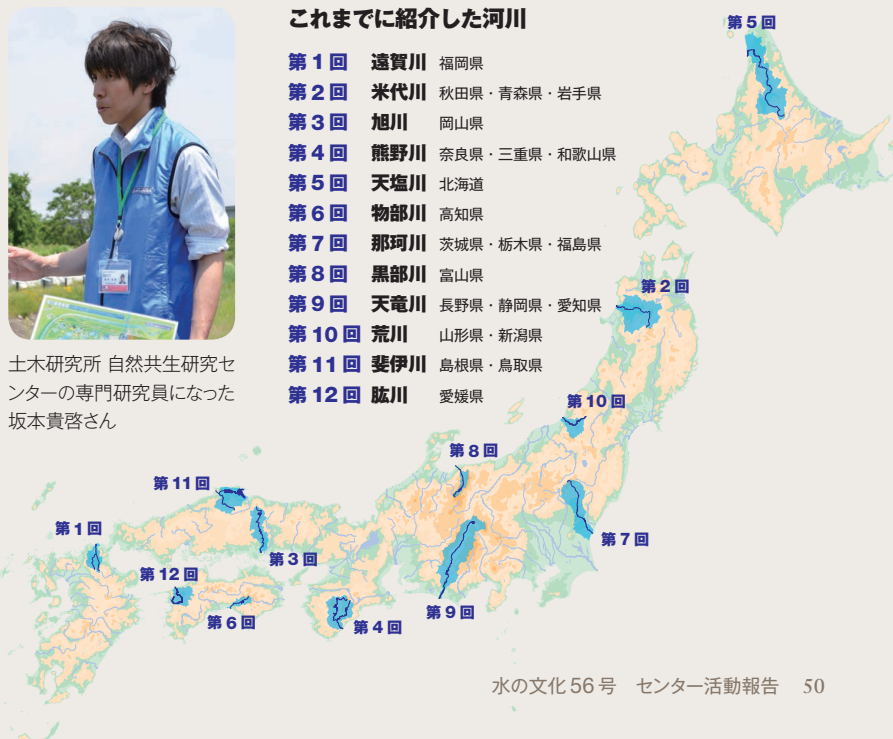 これまでに紹介した河川
第1回 遠賀川 福岡県
第2回 米代川 秋田県・青森県・岩手県
第3回 旭川 岡山県
第4回 熊野川 奈良県・三重県・和歌山県
第5回 天塩川 北海道
第6回 物部川 高知県
第7回 那珂川 茨城県・栃木県・福島県
第8回 黒部川 富山県
第9回 天竜川 長野県・静岡県・愛知県
第10回 荒川 山形県・新潟県
第11回 斐伊川 島根県・鳥取県
第12回 肱川 愛媛県
土木研究所 自然共生研究セ
ンターの専門研究員になった
坂本貴啓さん
第5回
第2回
第10回
第8回
第11回
第1回
第7回
第3回
第12回
第9回
第6回
第4回
水の文化56号 センター活動報告 50